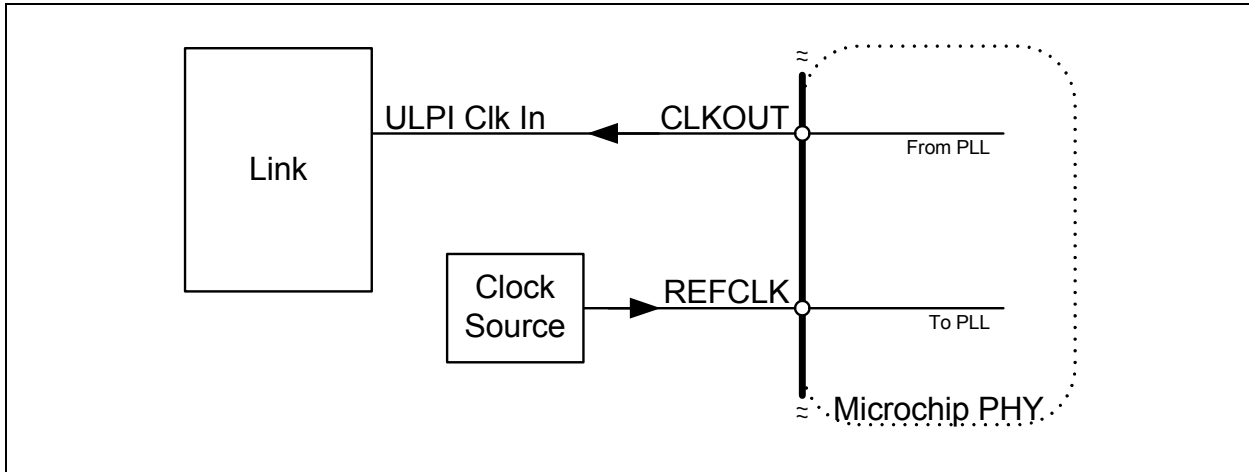 Link
ULPI Clk In
CLKOUT
From PLL
Clock
Source
REFCLK
To PLL
Microchip PHY